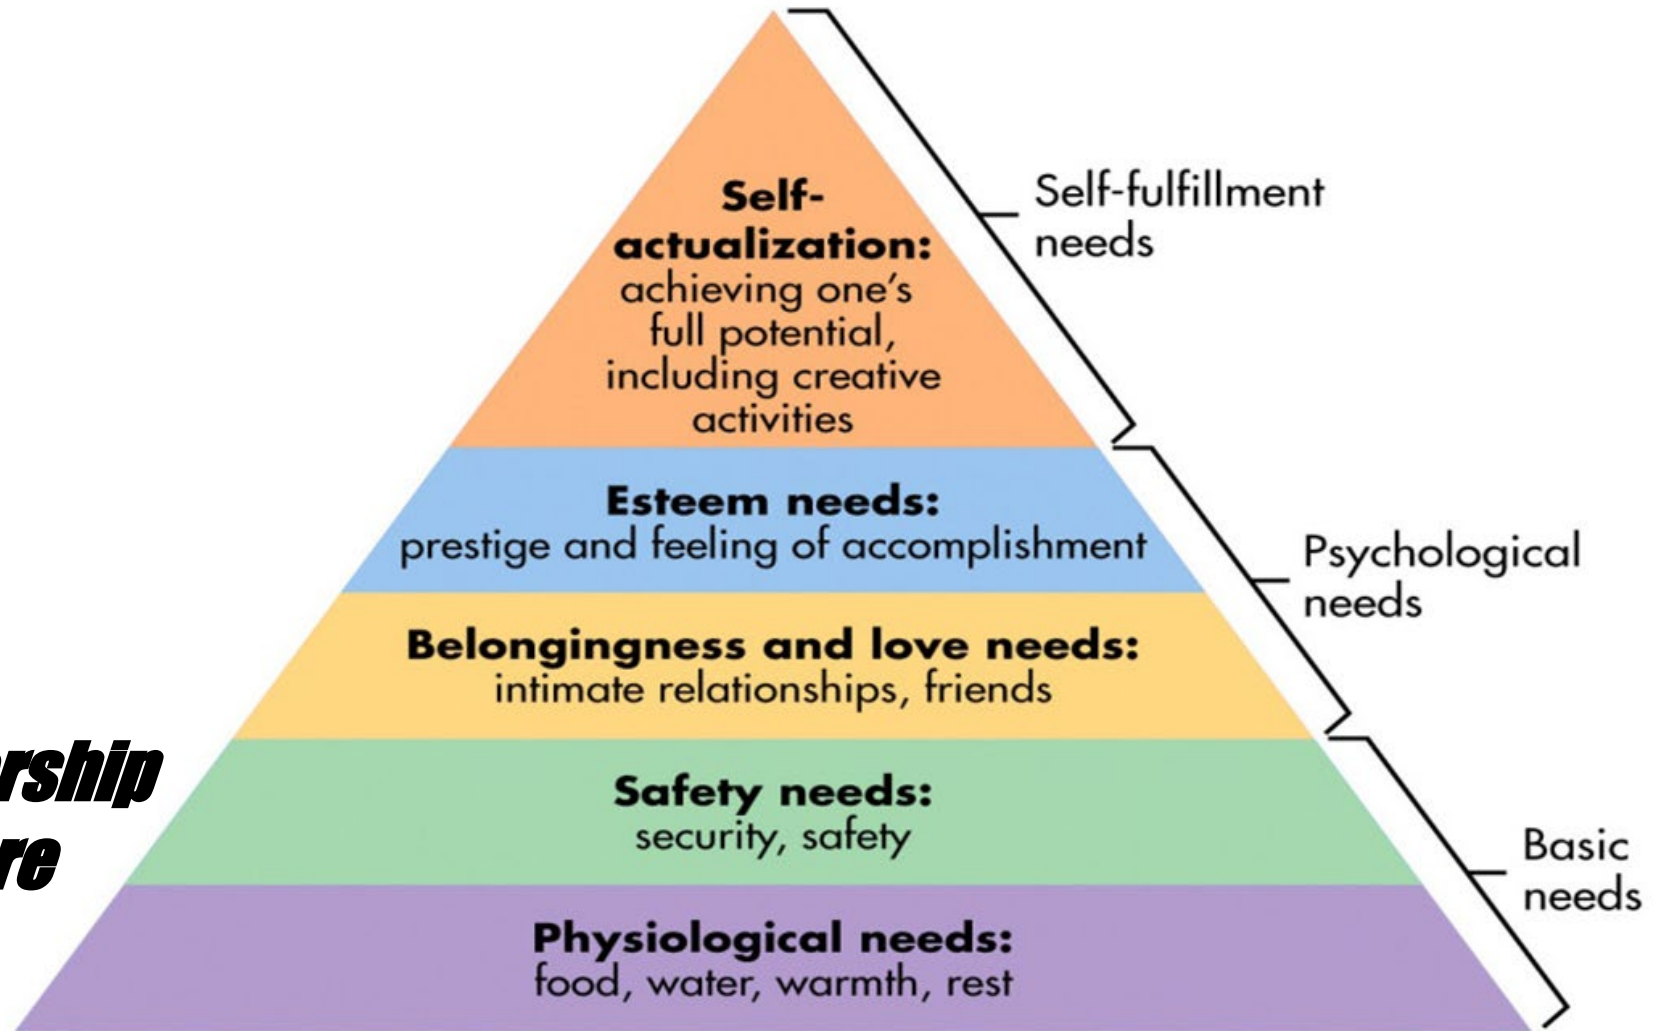 Self-
actualization:
achieving one's
full potential,
including creative
activities
Self-fulfillment
needs
Esteem needs:
prestige and feeling of accomplishment
Psychological
needs
Belongingness and love needs:
intimate relationships, friends
Safety needs:
security, safety
Basic
needs
Physiological needs:
food, water, warmth, rest